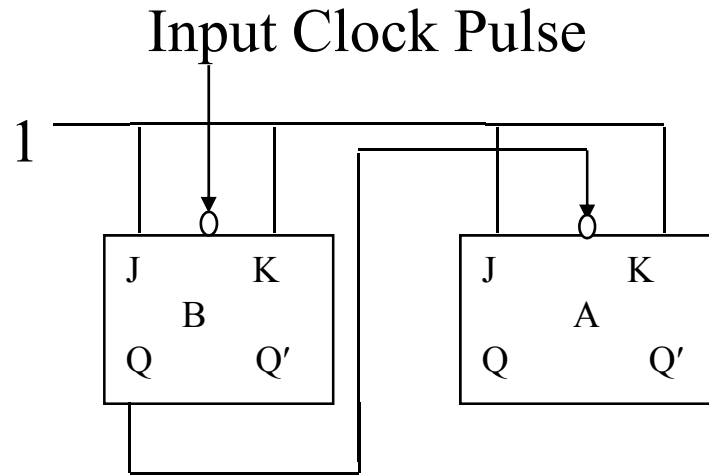 Input Clock Pulse
1
J K J K
B A
Q Q′ Q Q′